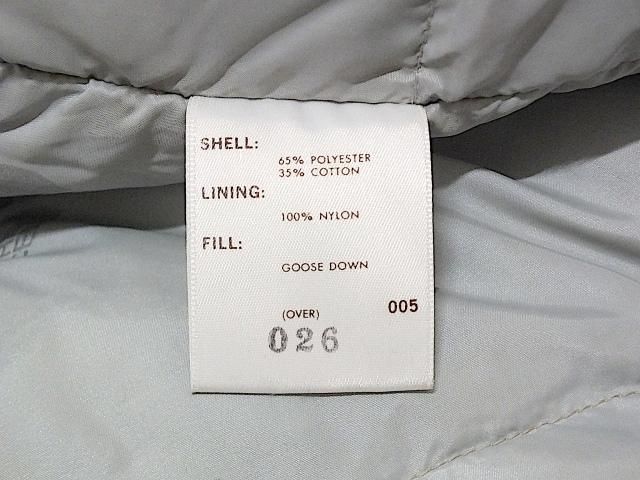 SHELL:
65% POLYESTER
35% COTTON
LINING:
100% NYLON
FILL:
GOOSE DOWN
(OVER) 005
026